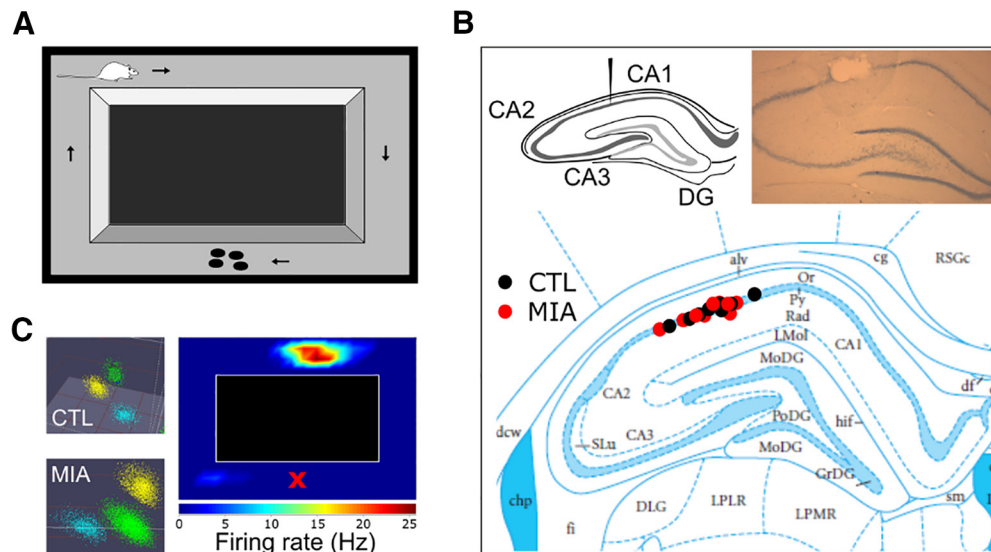 A
B
CA1
CA2
CA3
DG
CTL
MIA
alv
cg
RSGc
Or
Py
Rad
LMol
CA1
MoDG
CA2
df
PoDG
hif
CA3
SLu
MoDG
dcw
GrDG
chp
sm
DLG
LPLR
LPMR
fi
C
CTL
MIA
x
0 5 10 15 20 25
Firing rate (Hz)